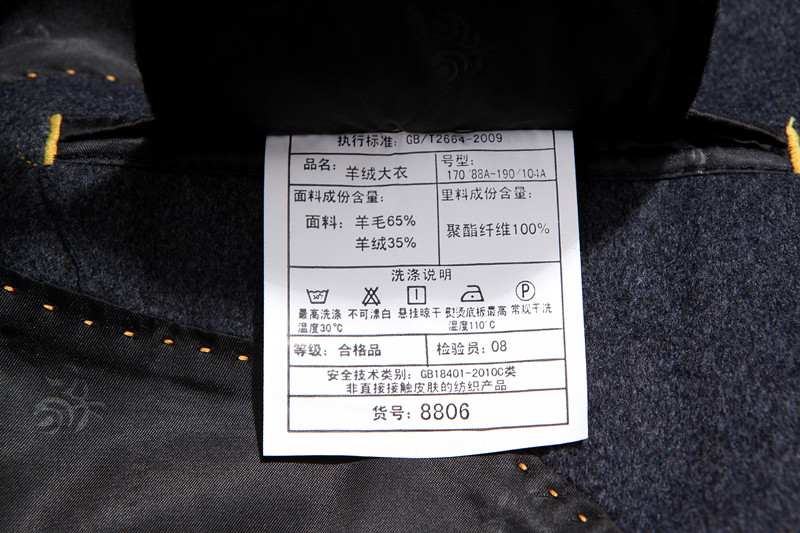 执行标准: GB/T2664-2009
品名: 羊绒大衣
号型:
170/88A-190/104A
面料成份含量:
面料: 羊毛65%
羊绒35%
里料成份含量:
聚酯纤维100%
洗涤说明
最高洗涤
温度30℃
不可漂白
悬挂晾干
熨烫底板最高
温度110℃
P
常规干洗
等级: 合格品
检验员: 08
安全技术类别: GB18401-2010C类
非直接接触皮肤的纺织产品
货号: 8806